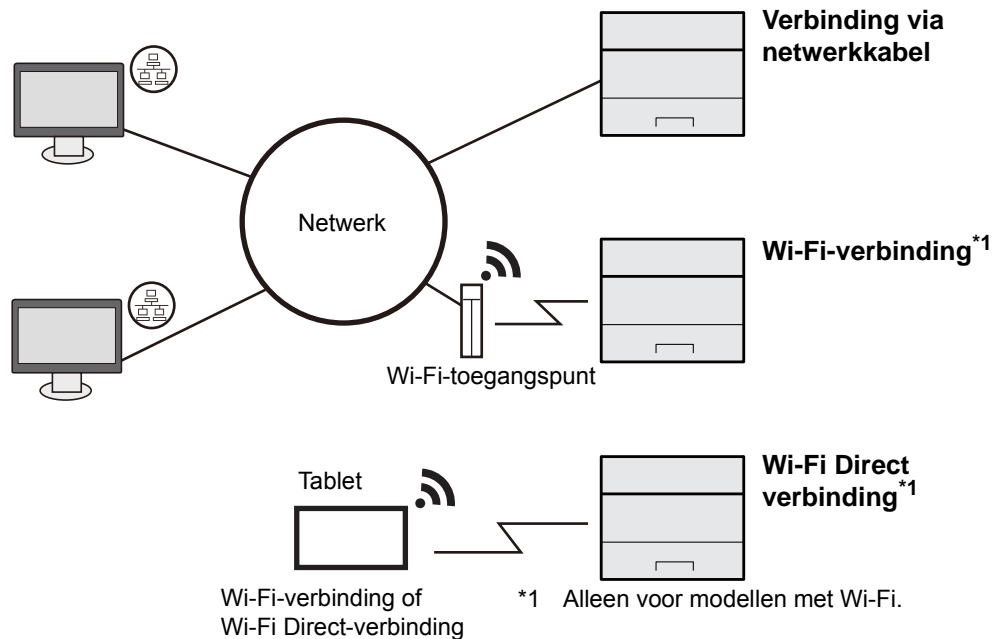 Verbinding via
netwerkkabel
Netwerk
Wi-Fi-verbinding*1
Wi-Fi-toegangspunt
Tablet
Wi-Fi Direct
verbinding*1
Wi-Fi-verbinding of
Wi-Fi Direct-verbinding
*1 Alleen voor modellen met Wi-Fi.